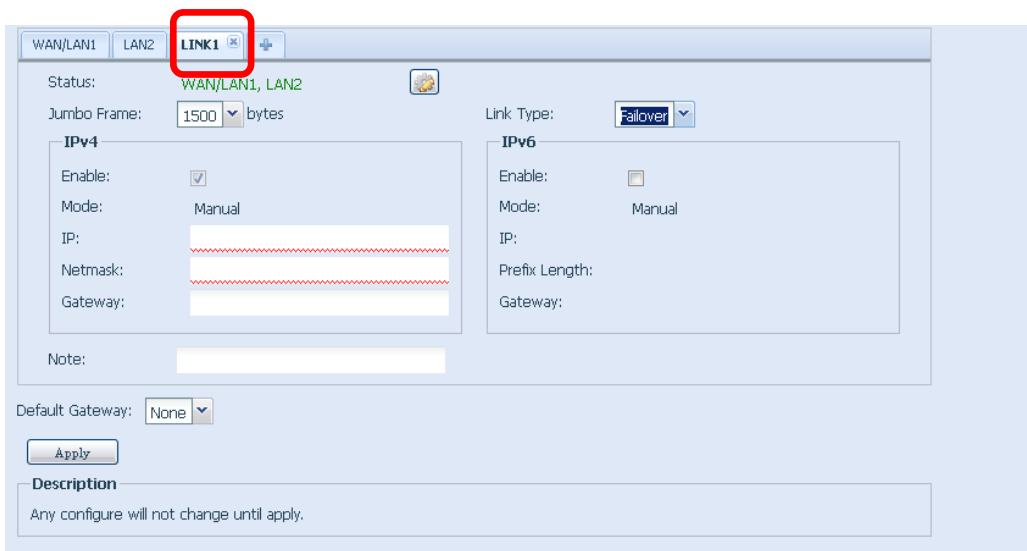 WAN/LAN1 LAN2 LINK1
Status: WAN/LAN1, LAN2
Jumbo Frame: 1500 bytes Link Type: Failover
IPv4 IPv6
Enable: Enable:
Mode: Manual Mode: Manual
IP: IP:
Netmask: Prefix Length:
Gateway: Gateway:
Note:
Default Gateway: None
Apply
Description
Any configure will not change until apply.